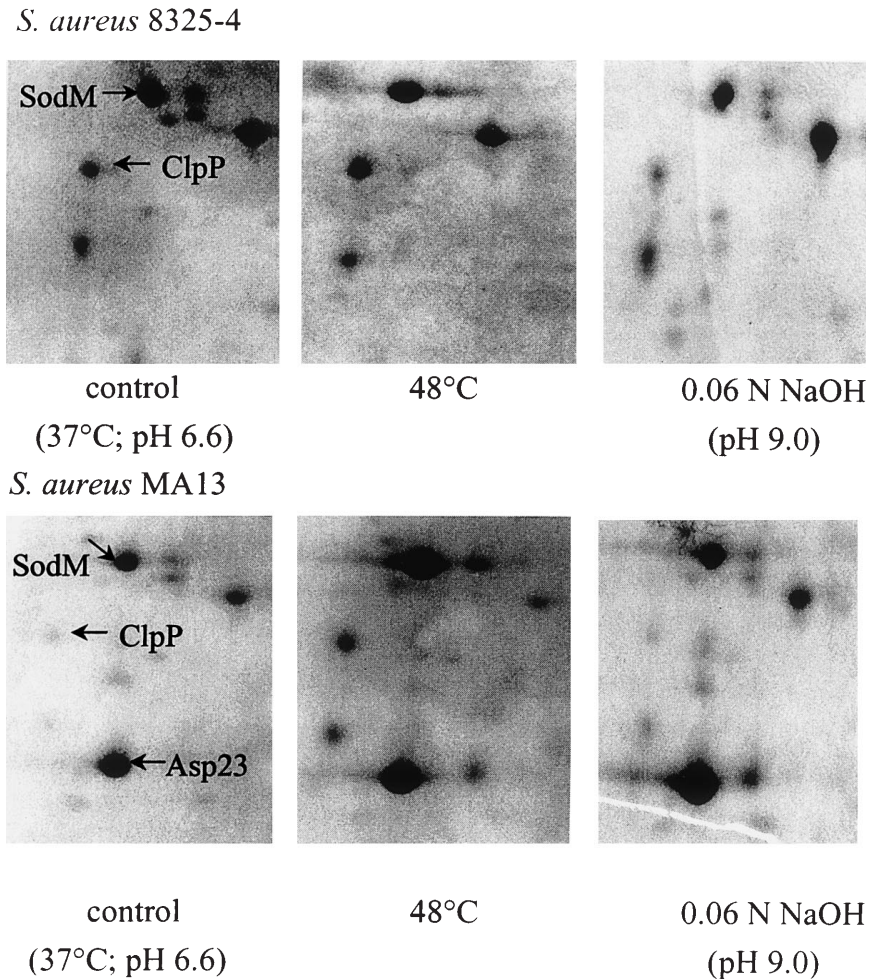 S. aureus 8325-4
SodM
ClpP
control
(37°C; pH 6.6)
48°C
0.06 N NaOH
(pH 9.0)
S. aureus MA13
SodM
ClpP
Asp23
control
(37°C; pH 6.6)
48°C
0.06 N NaOH
(pH 9.0)